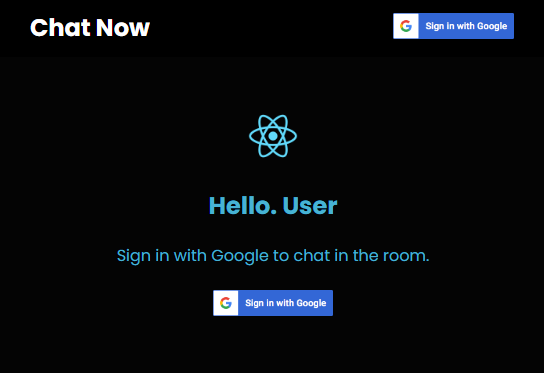 Chat Now
Sign in with Google
Hello. User
Sign in with Google to chat in the room.
Sign in with Google